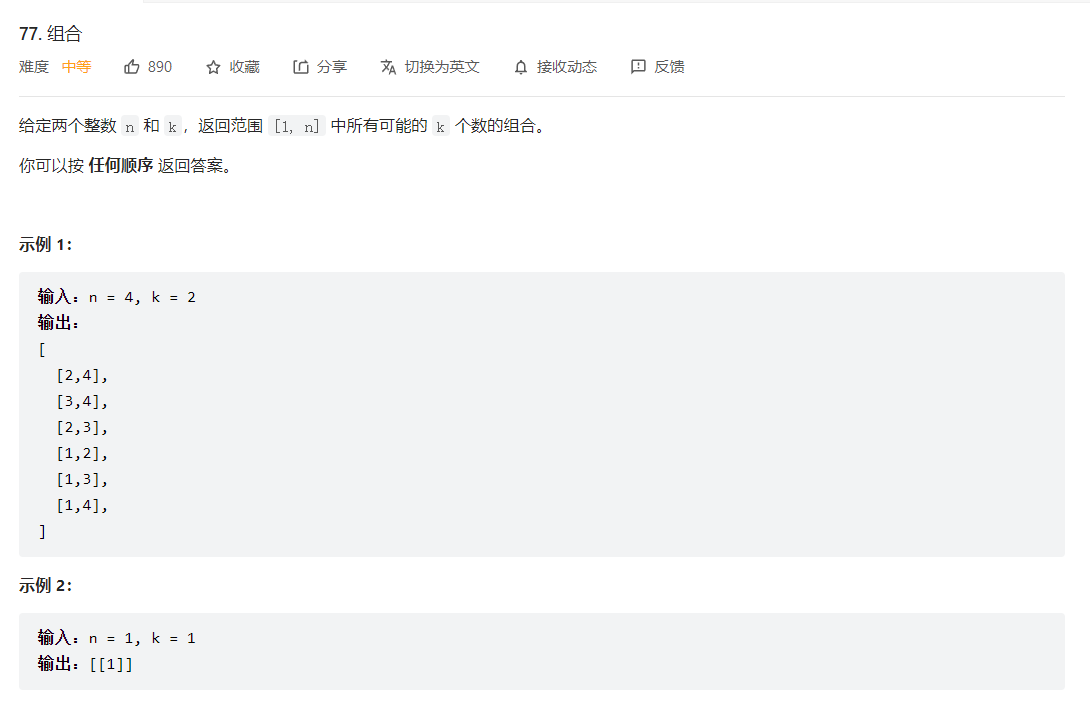 77. 组合
难度 中等 890 收藏 分享 切换为英文 接收动态 反馈
给定两个整数 n 和 k，返回范围 [1, n] 中所有可能的 k 个数的组合。
你可以按 任何顺序 返回答案。
示例 1：
输入：n = 4, k = 2
输出：
[
[2,4],
[3,4],
[2,3],
[1,2],
[1,3],
[1,4],
]
示例 2：
输入：n = 1, k = 1
输出：[[1]]